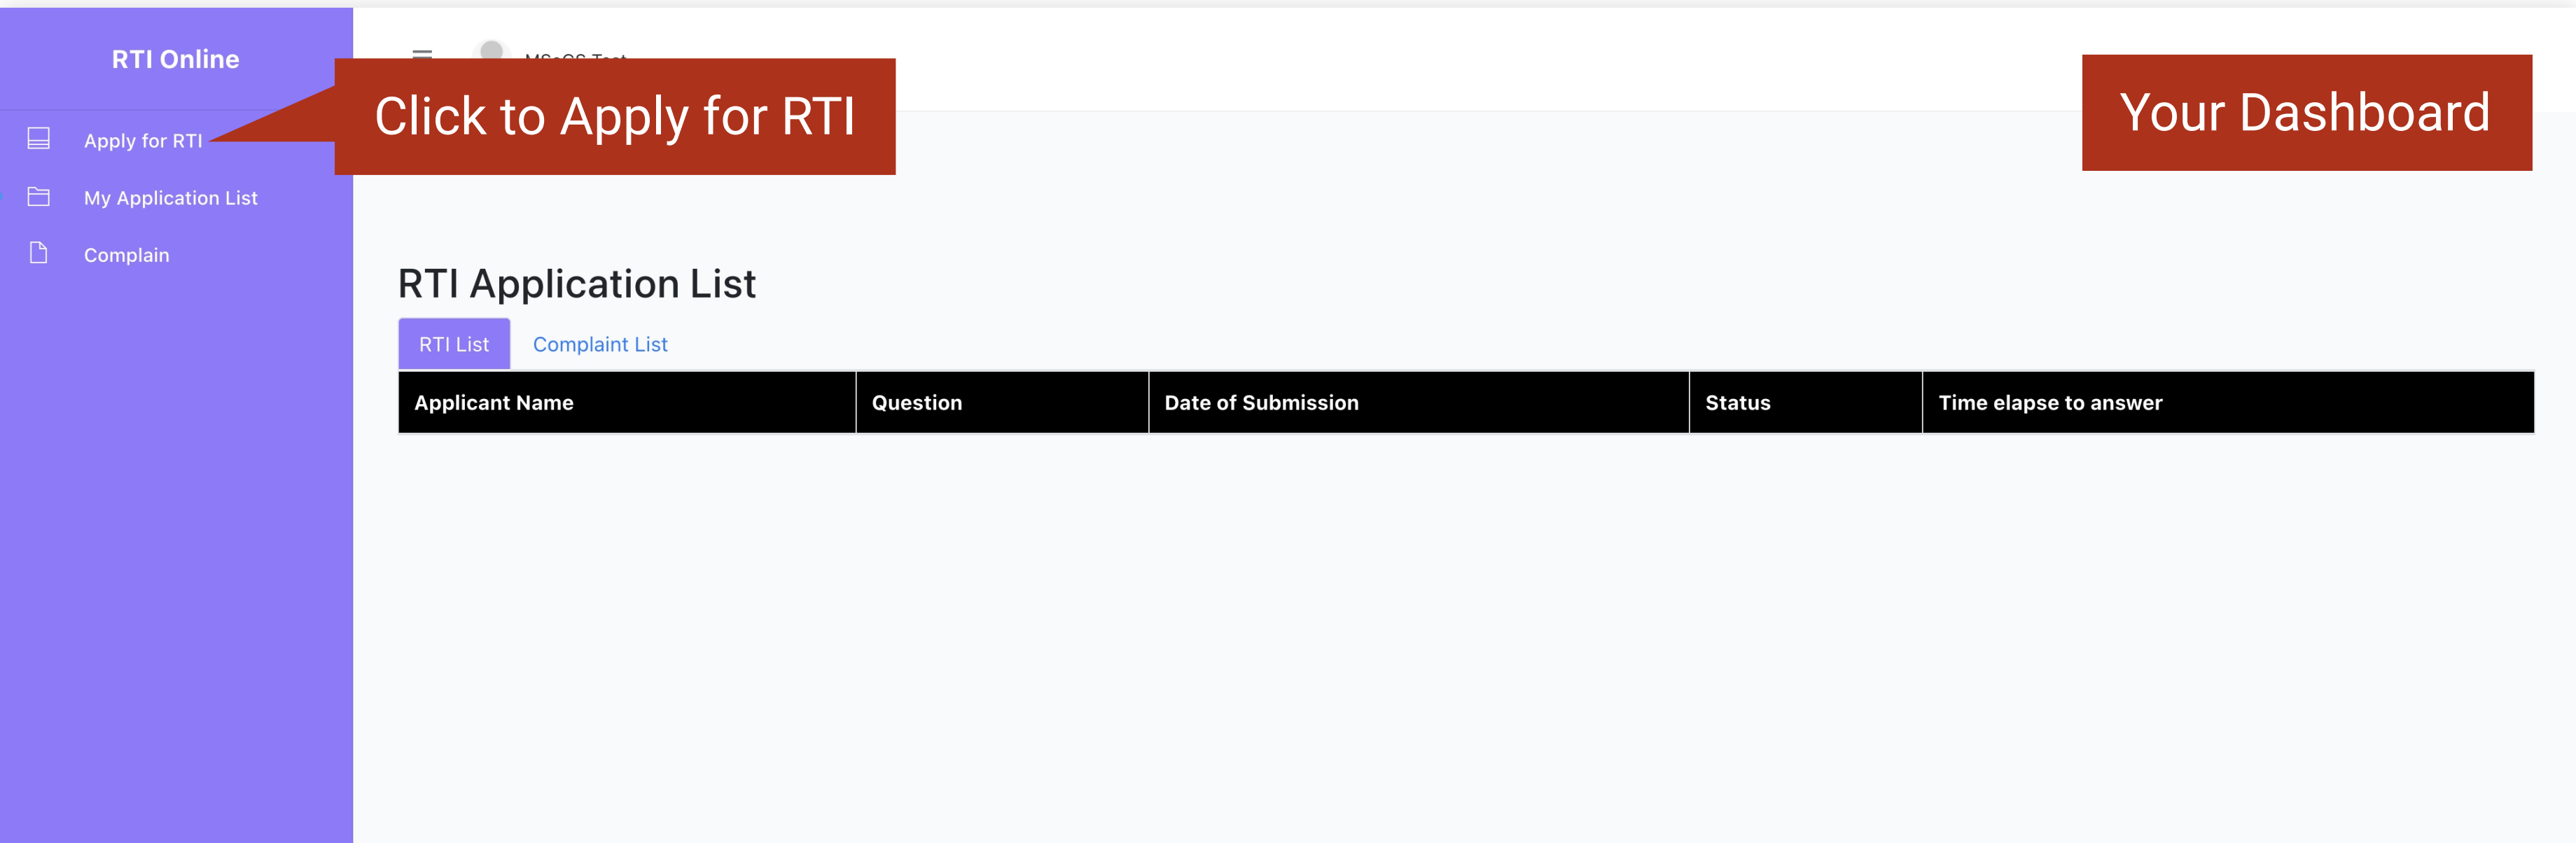 RTI Online
Apply for RTI
My Application List
Complain
Click to Apply for RTI
Your Dashboard
RTI Application List
RTI List
Complaint List
Applicant Name
Question
Date of Submission
Status
Time elapse to answer